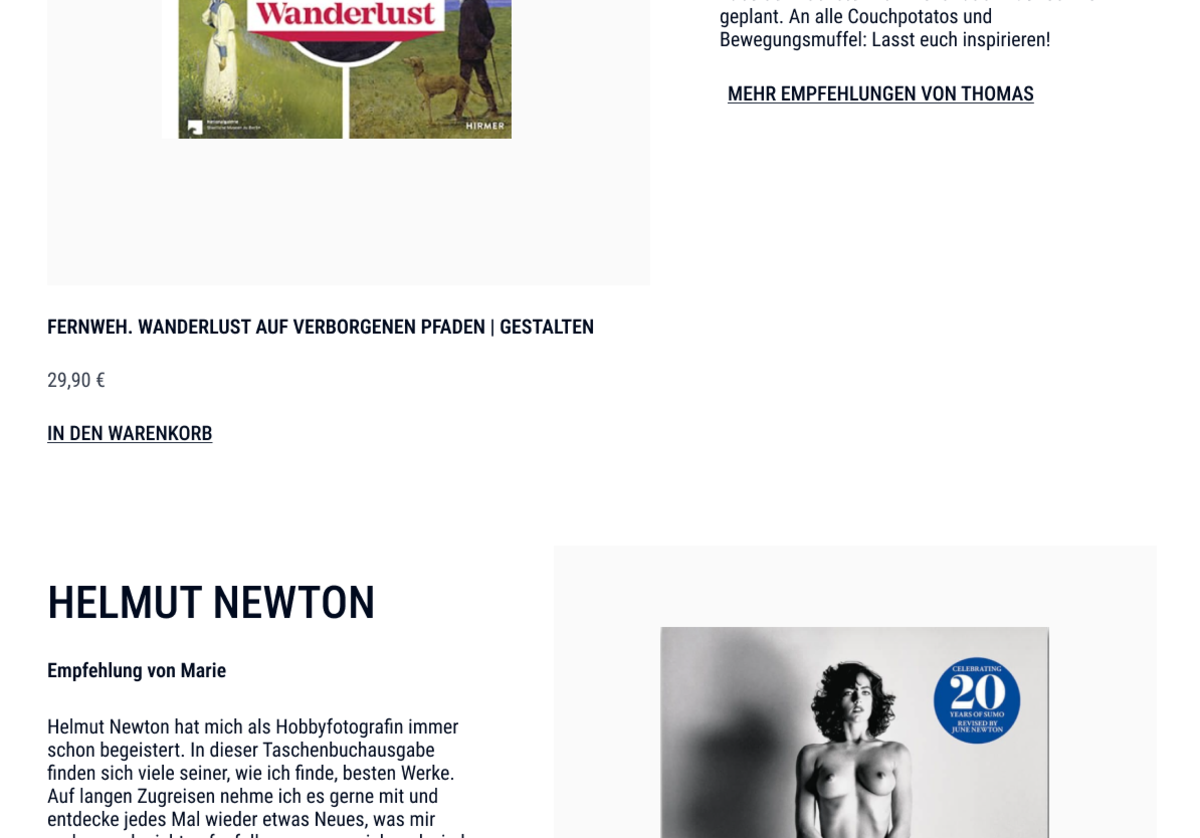 Wanderlust
HIRMER
geplant. An alle Couchpotatos und
Bewegungsmuffel: Lasst euch inspirieren!
MEHR EMPFEHLUNGEN VON THOMAS
FERNWEH. WANDERLUST AUF VERBORGENEN PFADEN | GESTALTEN
29,90 €
IN DEN WARENKORB
HELMUT NEWTON
Empfehlung von Marie
Helmut Newton hat mich als Hobbyfotografin immer
schon begeistert. In dieser Taschenbuchausgabe
finden sich viele seiner, wie ich finde, besten Werke.
Auf langen Zugreisen nehme ich es gerne mit und
entdecke jedes Mal wieder etwas Neues, was mir
CELEBRATING
20
YEARS OF SUMO
REVISED BY
JUNE NEWTON